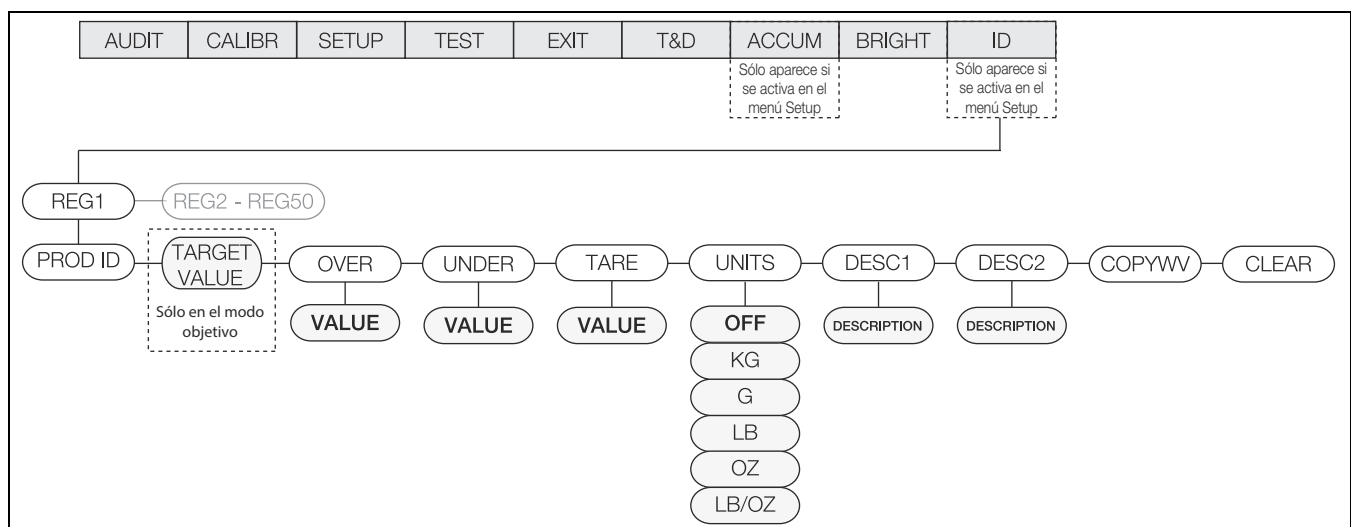 AUDIT CALIBR SETUP TEST EXIT T&D ACCUM BRIGHT ID
Sólo aparece si
se activa en el
menú Setup
Sólo aparece si
se activa en el
menú Setup
REG1 REG2 - REG50
PROD ID
TARGET
VALUE
Sólo en el modo
objetivo
OVER UNDER TARE UNITS DESC1 DESC2 COPYWV CLEAR
VALUE VALUE VALUE OFF DESCRIPTION DESCRIPTION
KG
G
LB
OZ
LB/OZ